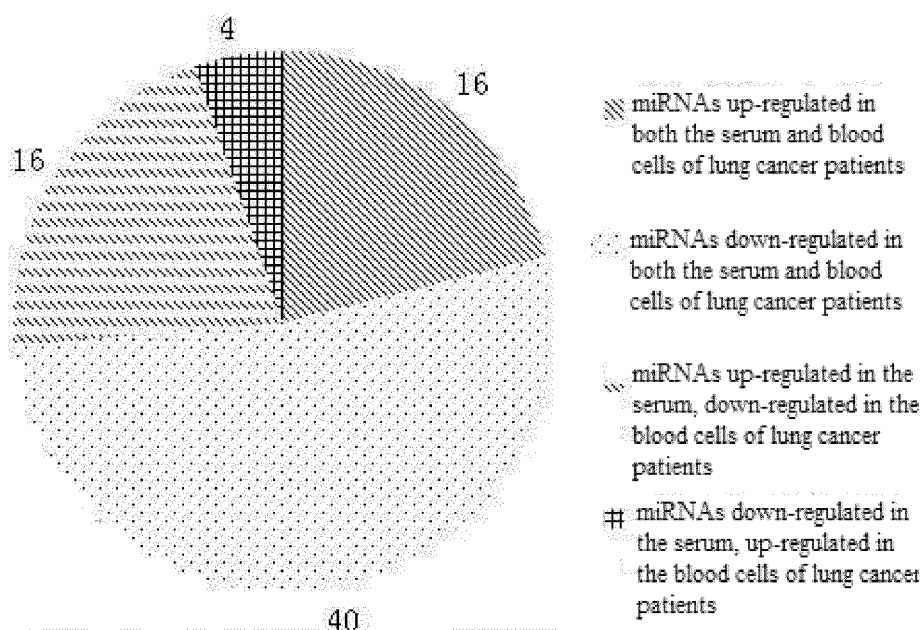 4
16
16
40
miRNAs up-regulated in
both the serum and blood
cells of lung cancer patients
miRNAs down-regulated in
both the serum and blood
cells of lung cancer patients
miRNAs up-regulated in the
serum, down-regulated in the
blood cells of lung cancer
patients
miRNAs down-regulated in
the serum, up-regulated in
the blood cells of lung cancer
patients